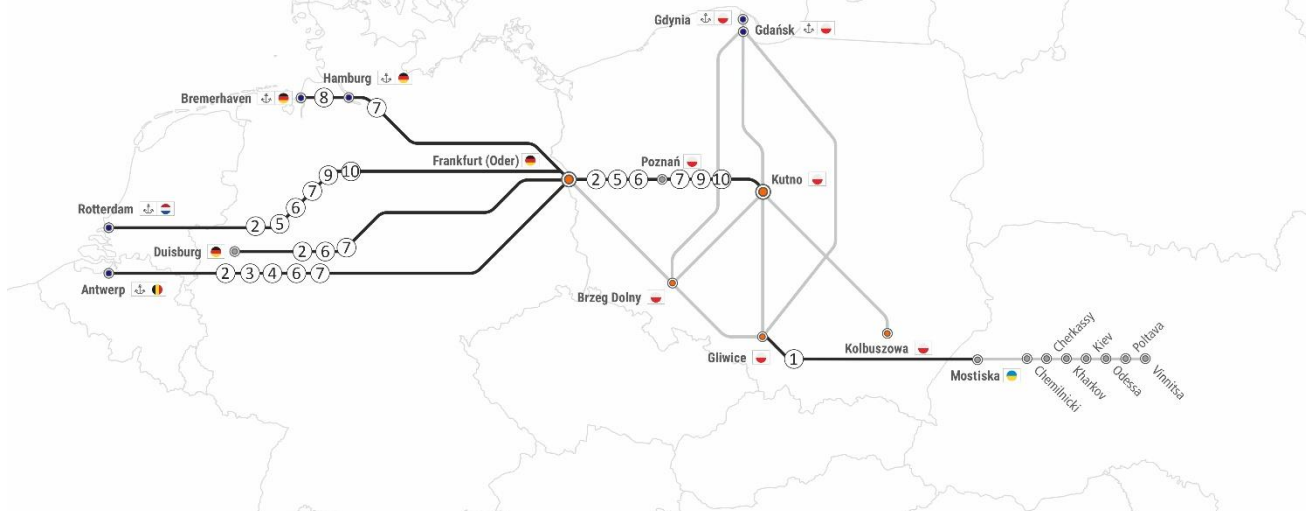 Gdynia
Gdańsk
Hamburg
Bremerhaven
8
7
Frankfurt (Oder)
Poznań
Kutno
2 5 6 7 9 10
Rotterdam
2 5 6 7 9 10
Duisburg
2 6 7
Antwerp
2 3 4 6 7
Brzeg Dolny
Gliwice
1
Kolbuszowa
Mostiska
Chemilnicki
Cherkassy
Kharkov
Kiev
Odessa
Poltava
Vinnitsa